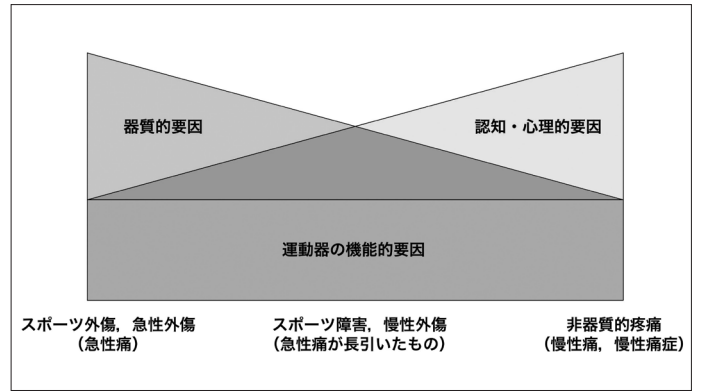 器質的要因
認知・心理的要因
運動器の機能的要因
スポーツ外傷，急性外傷
（急性痛）
スポーツ障害，慢性外傷
（急性痛が長引いたもの）
非器質的疼痛
（慢性痛，慢性痛症）